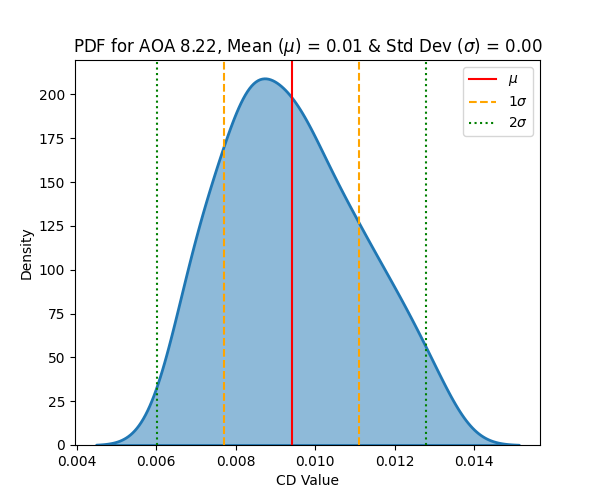 PDF for AOA 8.22, Mean (μ) = 0.01 & Std Dev (σ) = 0.00
μ
1σ
2σ
200
175
150
125
100
75
50
25
0
Density
0.004 0.006 0.008 0.010 0.012 0.014
CD Value